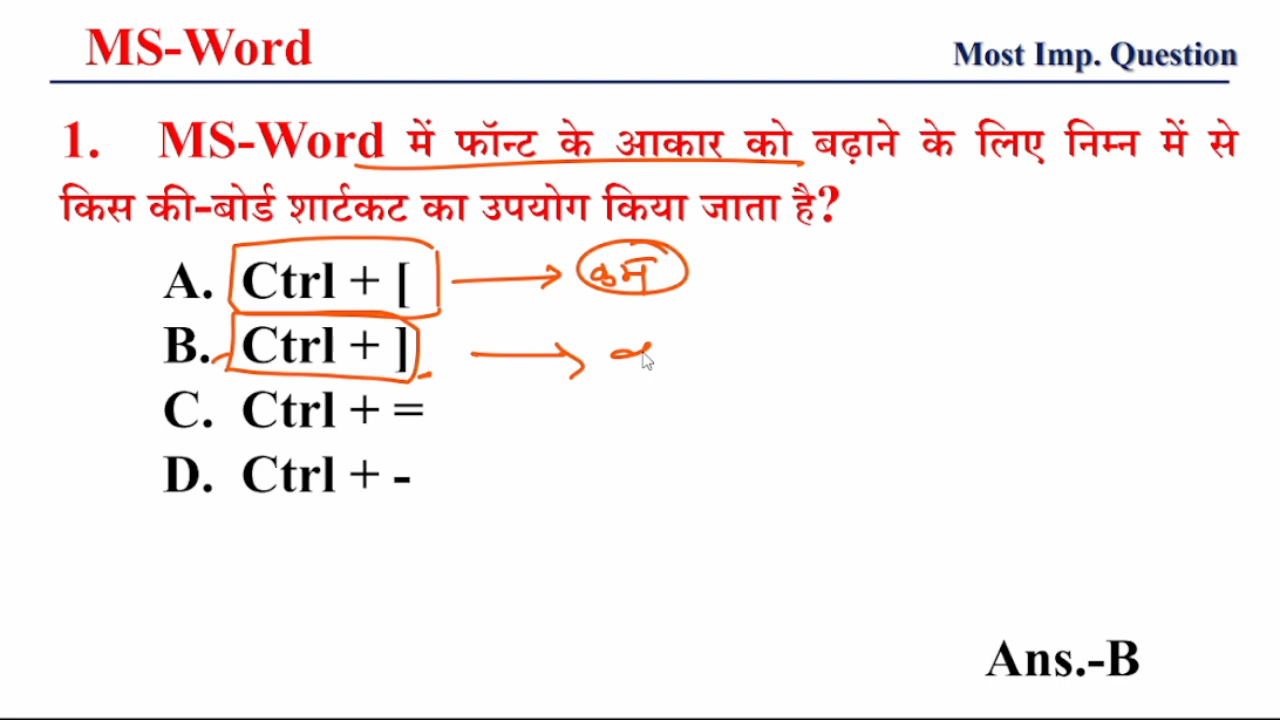 MS-Word
Most Imp. Question
1. MS-Word में फॉन्ट के आकार को बढ़ाने के लिए निम्न में से
किस की-बोर्ड शार्टकट का उपयोग किया जाता है?
A. Ctrl + [ कम
B. Ctrl + ]
C. Ctrl + =
D. Ctrl + -
Ans.-B